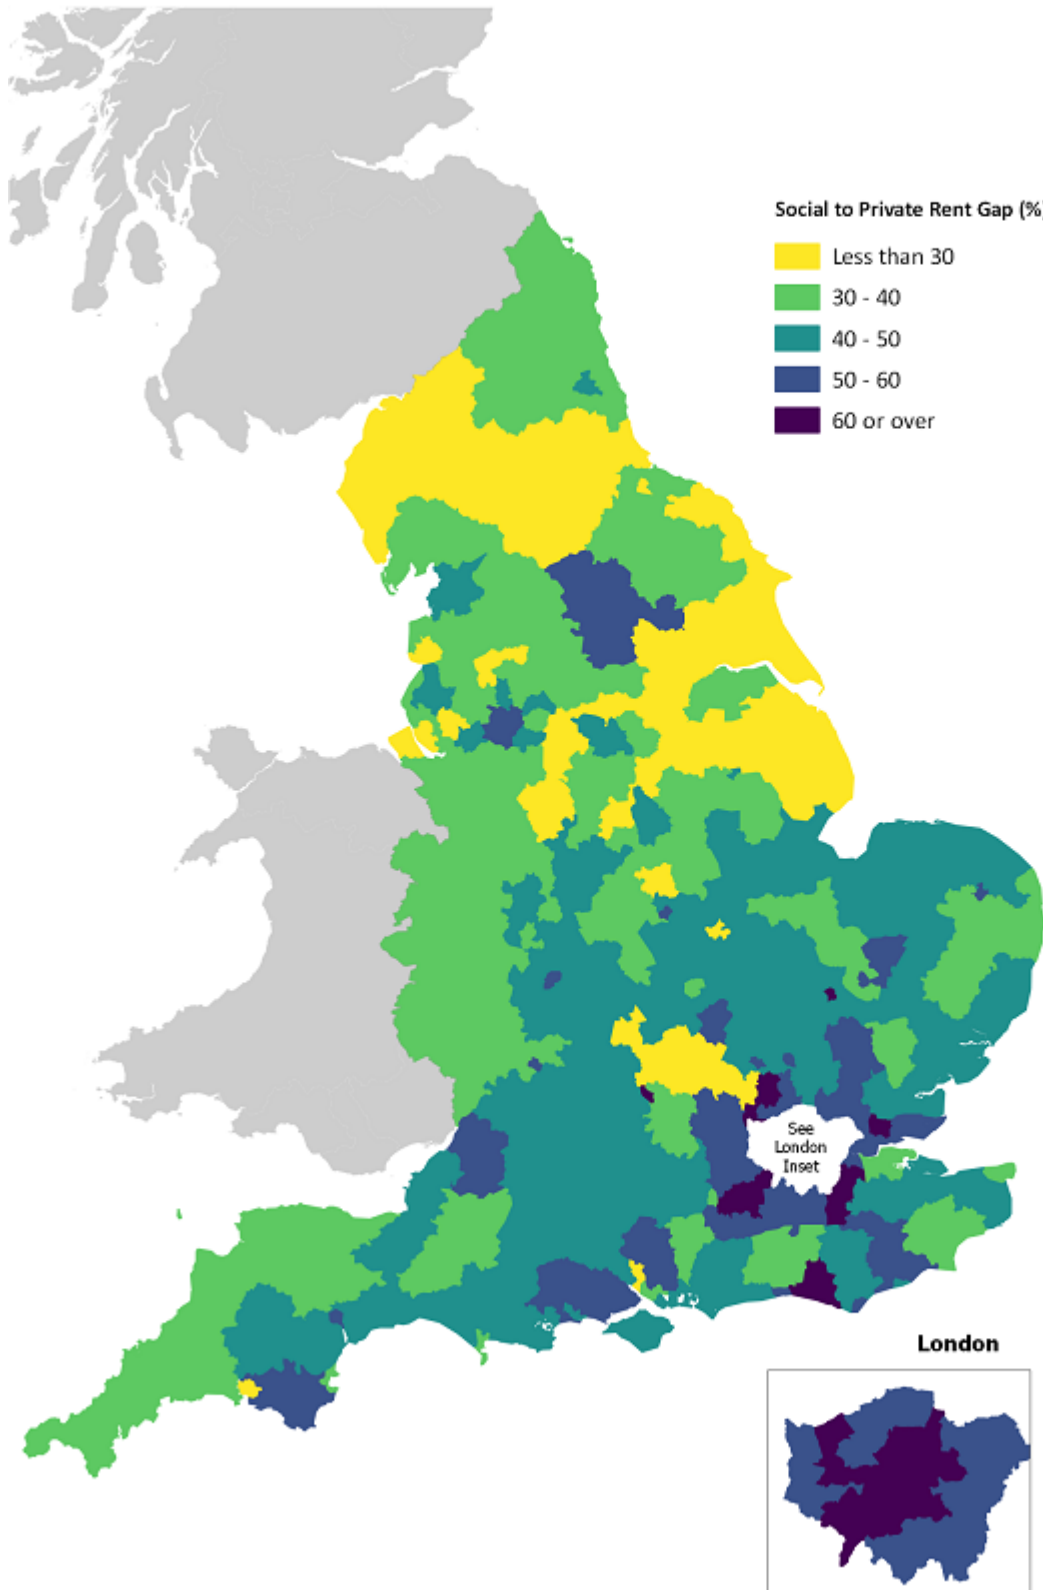 Social to Private Rent Gap (%)
Less than 30
30 - 40
40 - 50
50 - 60
60 or over
See
London
Inset
London